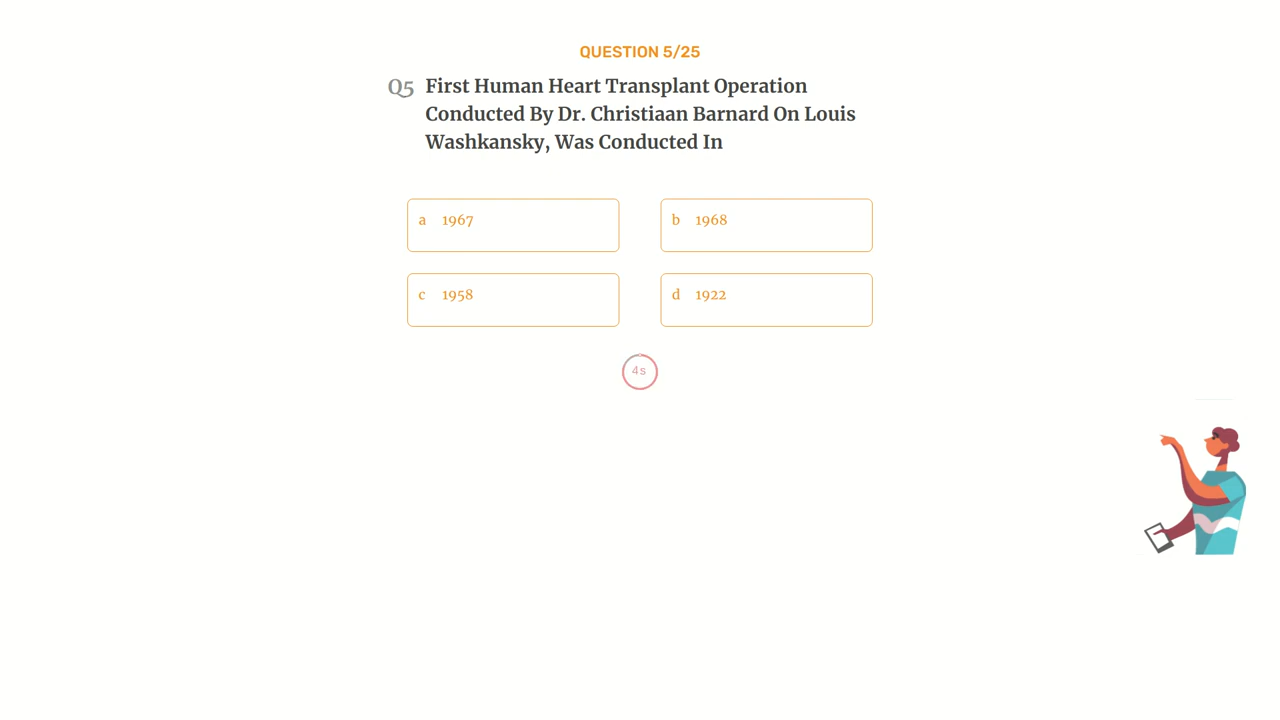 QUESTION 5/25
Q5 First Human Heart Transplant Operation
Conducted By Dr. Christiaan Barnard On Louis
Washkansky, Was Conducted In
a 1967
b 1968
c 1958
d 1922
4s